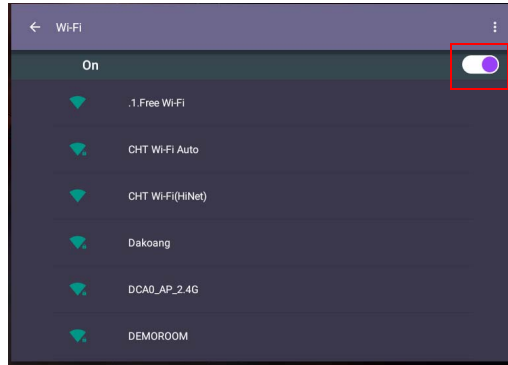 Wi-Fi
On
.1.Free Wi-Fi
CHT Wi-Fi Auto
CHT Wi-Fi(HiNet)
Dakoang
DCA0_AP_2.4G
DEMOROOM